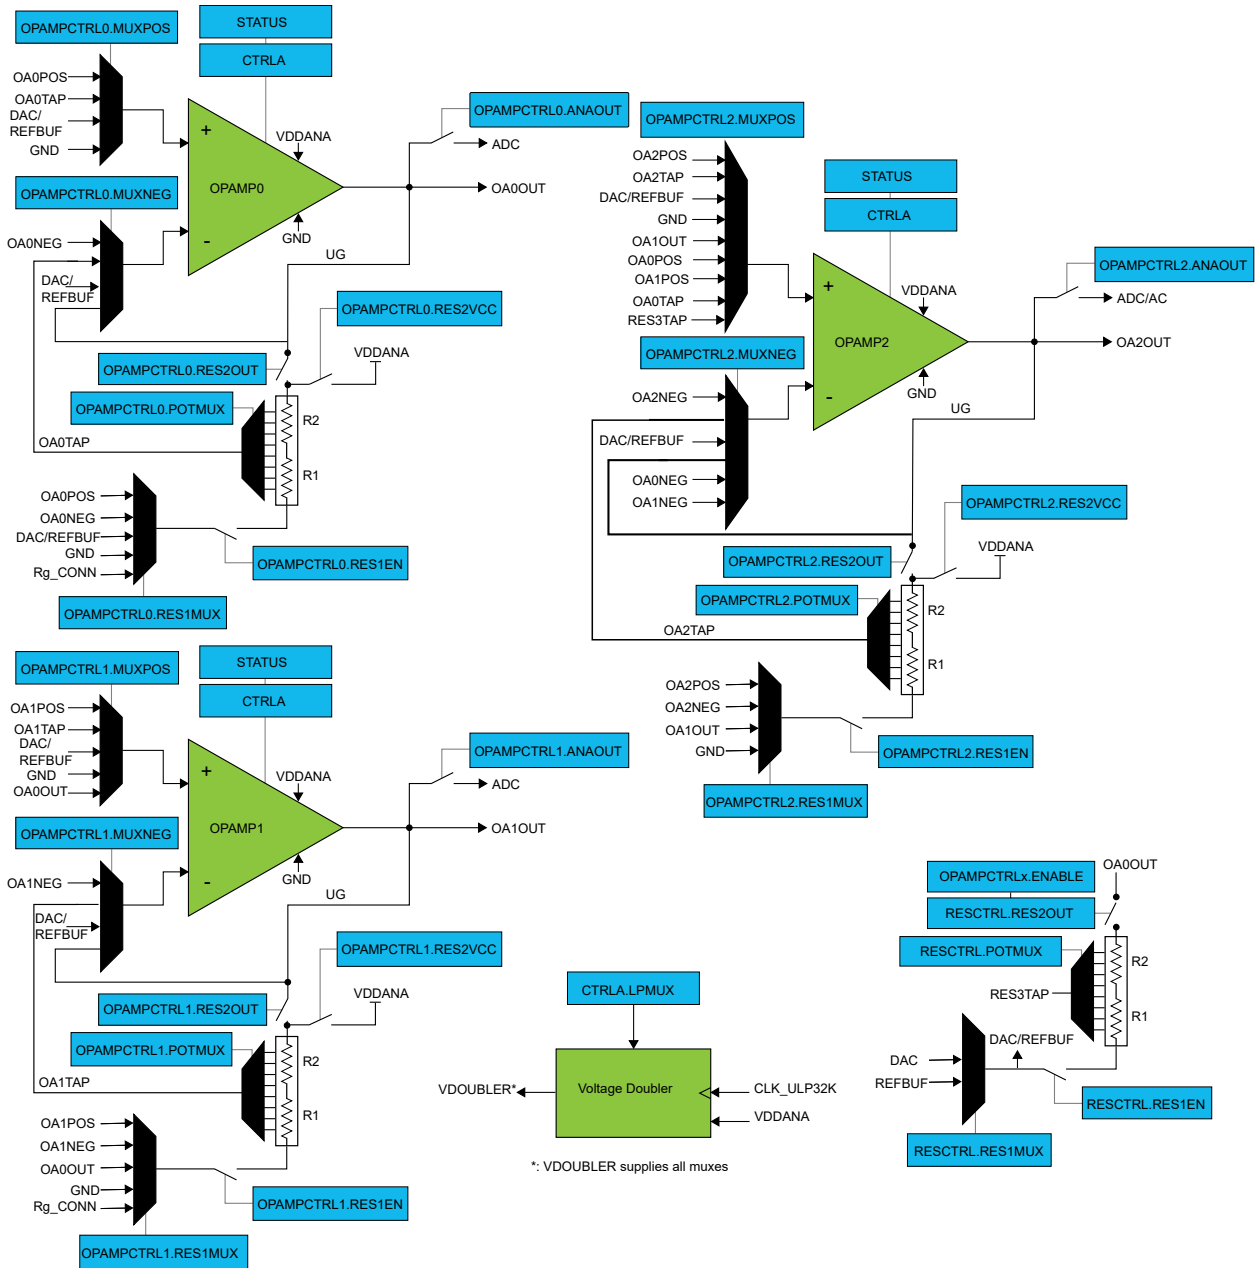 OPAMPCTRL0.MUXPOS
STATUS
CTRLA
OA0POS
OA0TAP
DAC/
REFBUF
GND
+
-
OPAMP0
VDDANA
GND
OPAMPCTRL0.ANAOUT
ADC
OA0OUT
OPAMPCTRL0.MUXNEG
OA0NEG
DAC/
REFBUF
UG
OPAMPCTRL0.RES2VCC
VDDANA
OPAMPCTRL0.RES2OUT
OPAMPCTRL0.POTMUX
R2
R1
OA0TAP
OA0POS
OA0NEG
DAC/REFBUF
GND
Rg_CONN
OPAMPCTRL0.RES1EN
OPAMPCTRL0.RES1MUX
OPAMPCTRL2.MUXPOS
OA2POS
OA2TAP
DAC/REFBUF
GND
OA1OUT
OA0POS
OA1POS
OA0TAP
RES3TAP
STATUS
CTRLA
+
-
OPAMP2
VDDANA
GND
OPAMPCTRL2.ANAOUT
ADC/AC
OA2OUT
OPAMPCTRL2.MUXNEG
OA2NEG
DAC/REFBUF
OA0NEG
OA1NEG
UG
OPAMPCTRL2.RES2VCC
VDDANA
OPAMPCTRL2.RES2OUT
OPAMPCTRL2.POTMUX
R2
R1
OA2TAP
OA2POS
OA2NEG
OA1OUT
GND
OPAMPCTRL2.RES1EN
OPAMPCTRL2.RES1MUX
OPAMPCTRL1.MUXPOS
STATUS
CTRLA
OA1POS
OA1TAP
DAC/
REFBUF
GND
OA0OUT
+
-
OPAMP1
VDDANA
GND
OPAMPCTRL1.ANAOUT
ADC
OA1OUT
OPAMPCTRL1.MUXNEG
OA1NEG
DAC/
REFBUF
UG
OPAMPCTRL1.RES2VCC
VDDANA
OPAMPCTRL1.RES2OUT
OPAMPCTRL1.POTMUX
R2
R1
OA1TAP
OA1POS
OA1NEG
OA0OUT
GND
Rg_CONN
OPAMPCTRL1.RES1EN
OPAMPCTRL1.RES1MUX
CTRLA.LPMUX
Voltage Doubler
VDOUBLER*
CLK_ULP32K
VDDANA
*: VDOUBLER supplies all muxes
OPAMPCTRLx.ENABLE
OA0OUT
RESCTRL.RES2OUT
RESCTRL.POTMUX
R2
R1
RES3TAP
DAC/REFBUF
DAC
REFBUF
RESCTRL.RES1EN
RESCTRL.RES1MUX